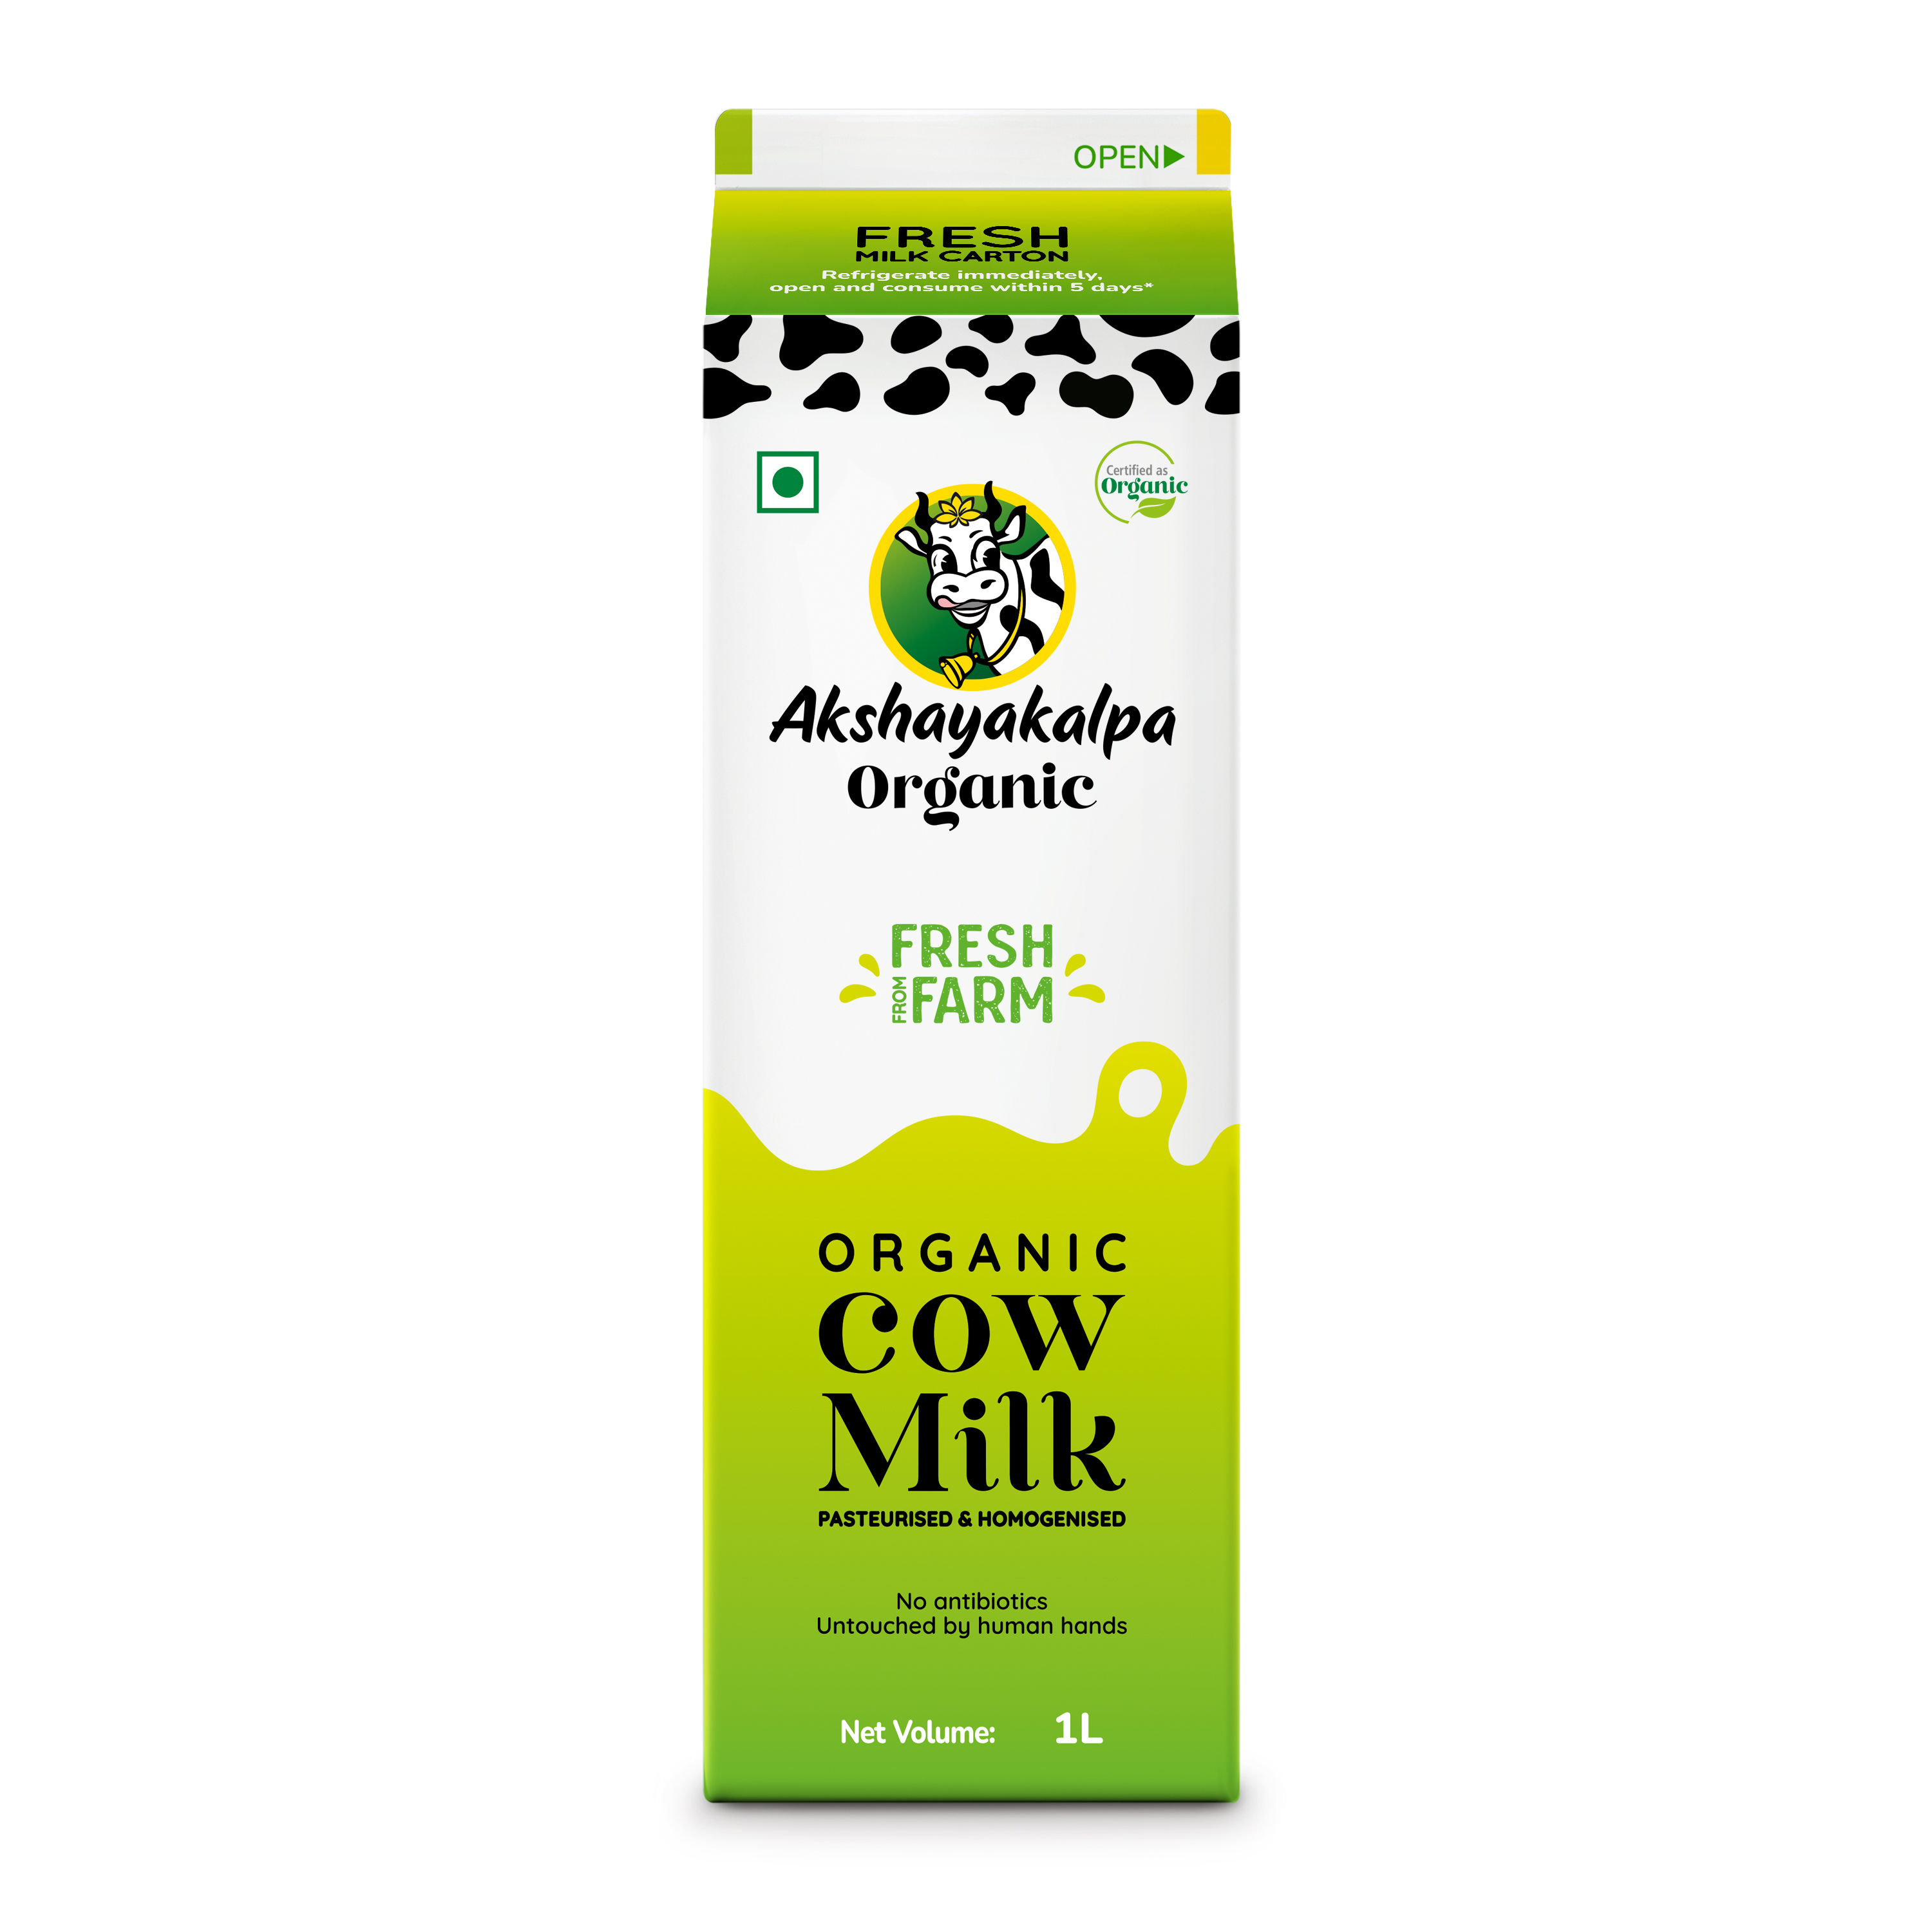 OPEN
FRESH
MILK CARTON
Refrigerate immediately,
open and consume within 5 days*
Certified as
Organic
Akshayakalpa
Organic
FRESH
FROM FARM
ORGANIC
COW
Milk
PASTEURISED & HOMOGENISED
No antibiotics
Untouched by human hands
Net Volume: 1L